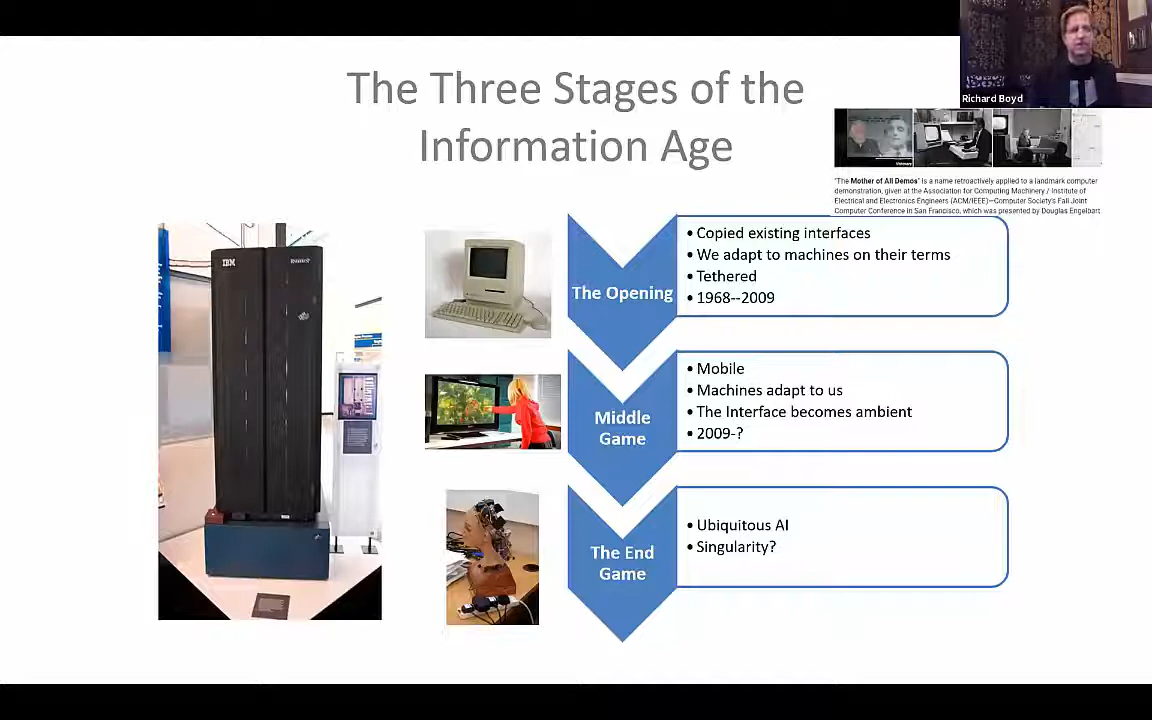 Richard Boyd
The Three Stages of the
Information Age
"The Mother of All Demos" is a name retroactively applied to a landmark computer
demonstration, given at the Association for Computing Machinery / Institute of
Electrical and Electronics Engineers (ACM/IEEE)—Computer Society's Fall Joint
Computer Conference in San Francisco, which was presented by Douglas Engelbart
IBM
The Opening
• Copied existing interfaces
• We adapt to machines on their terms
• Tethered
• 1968--2009
Middle
Game
• Mobile
• Machines adapt to us
• The Interface becomes ambient
• 2009-?
The End
Game
• Ubiquitous AI
• Singularity?